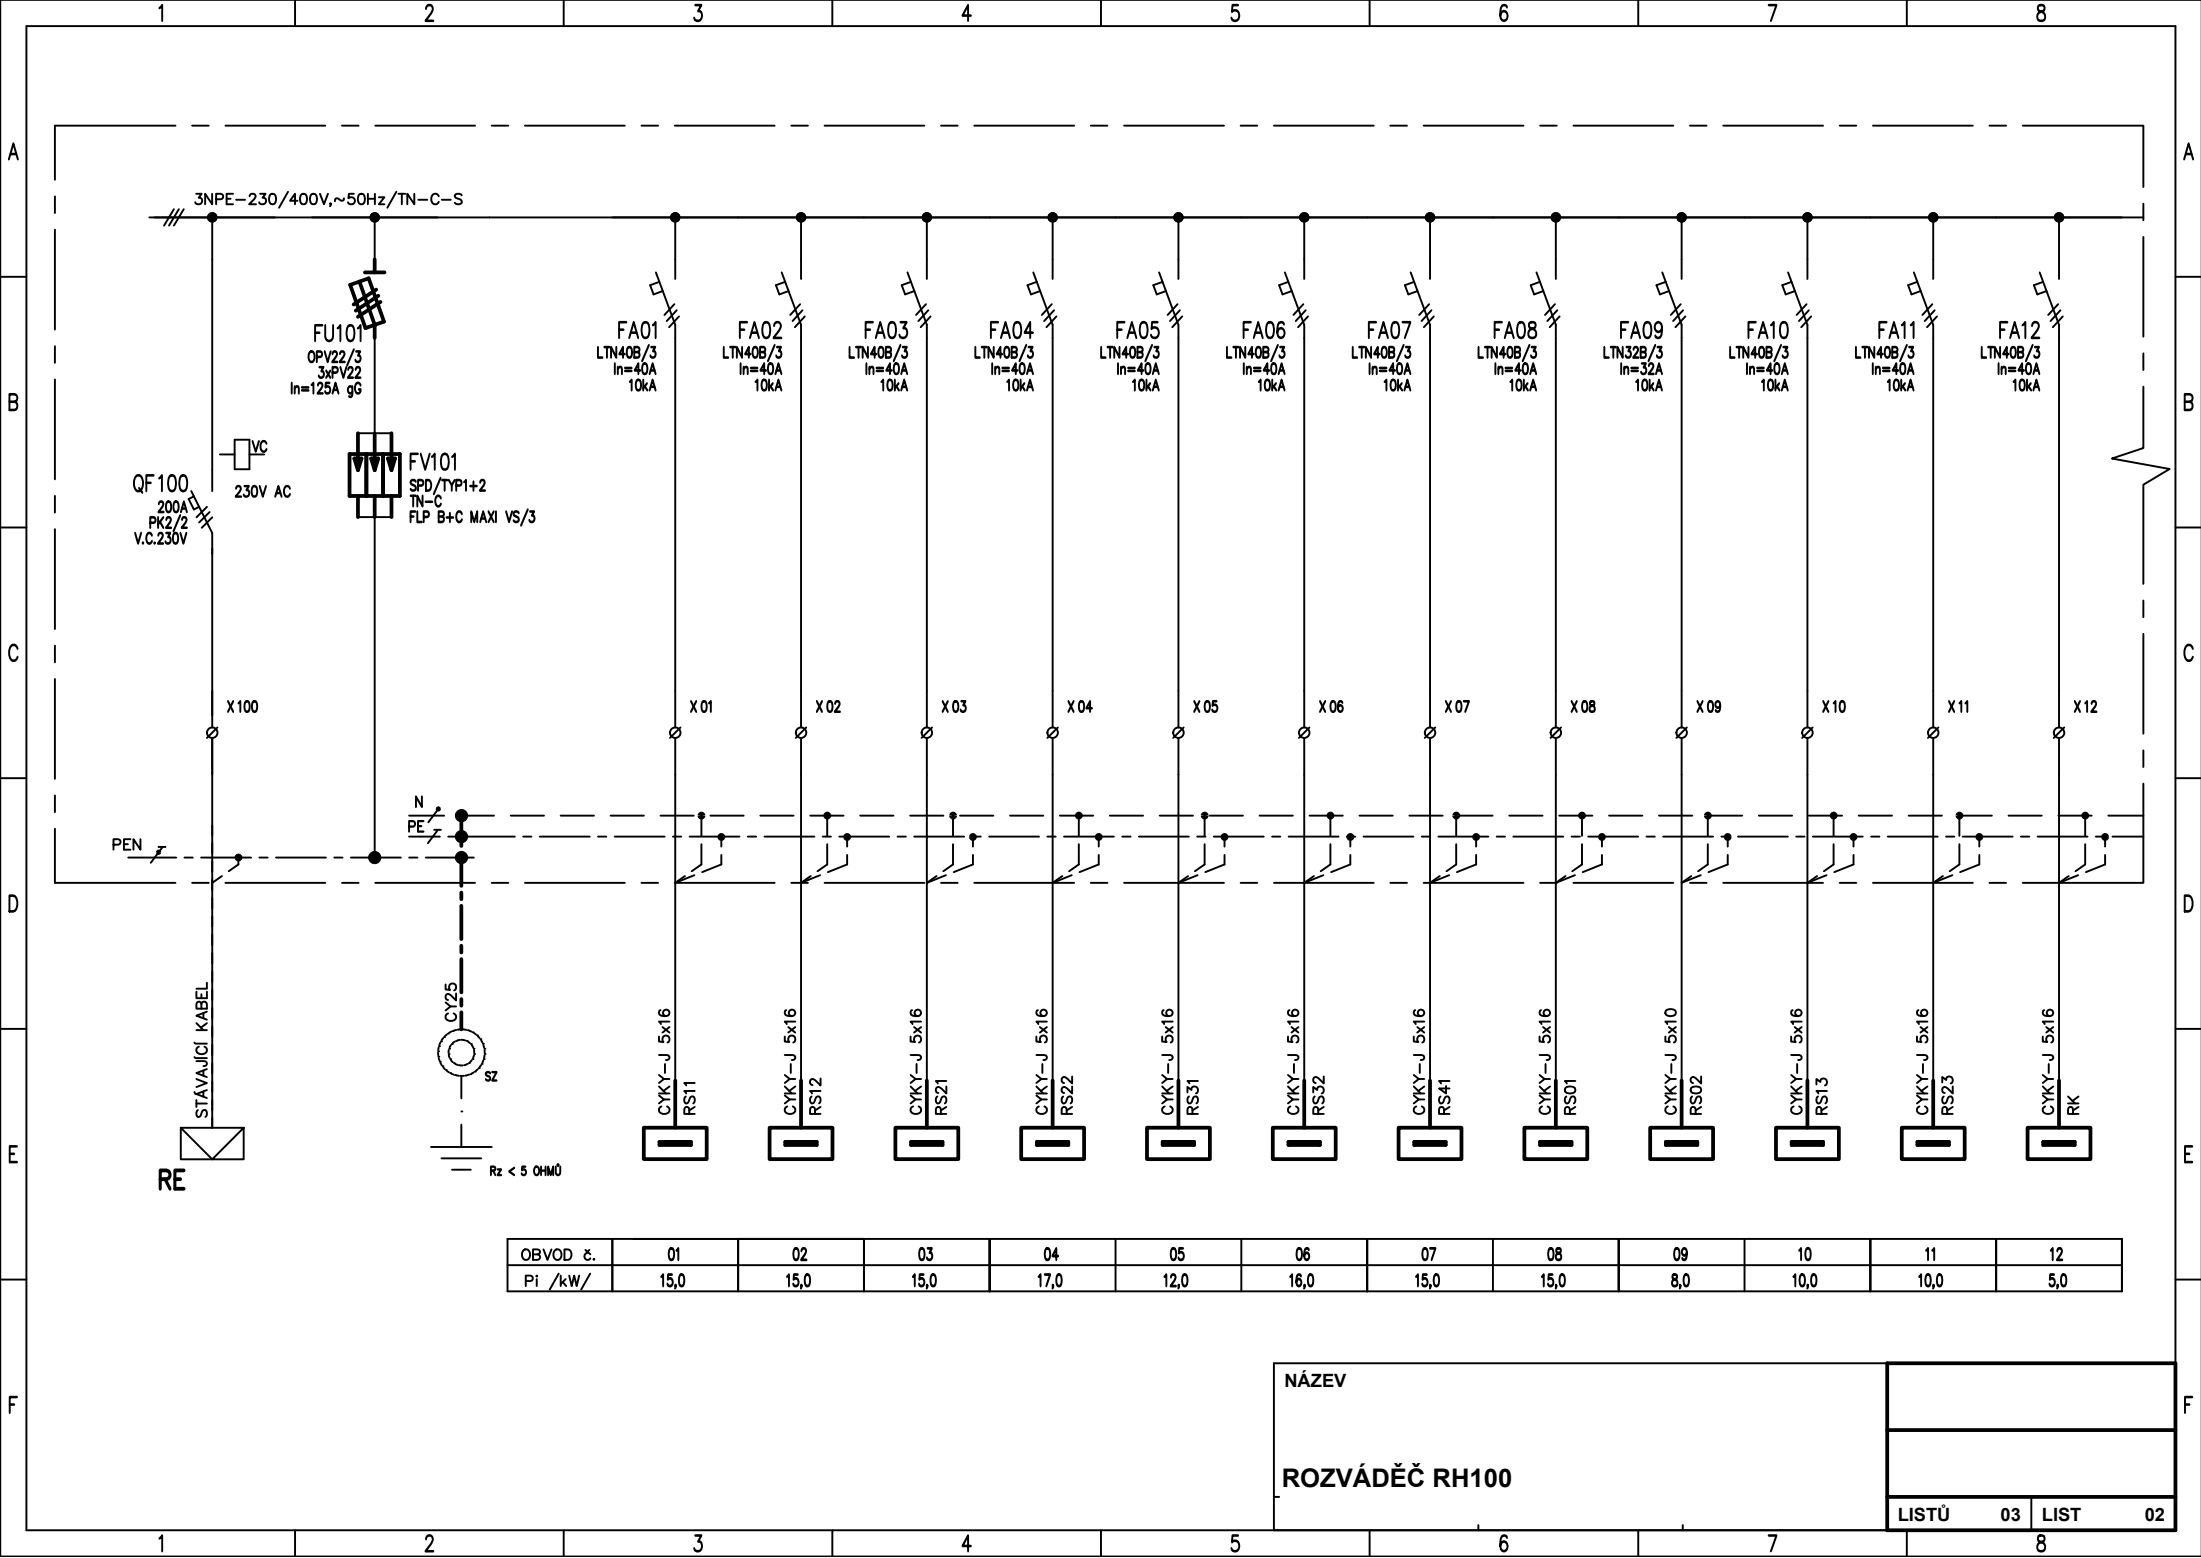 1 2 3 4 5 6 7 8
A A
3NPE-230/400V,~50Hz/TN-C-S
FU101
OPV22/3
3xPV22
In=125A gG
FA01
LTN40B/3
In=40A
10kA
FA02
LTN40B/3
In=40A
10kA
FA03
LTN40B/3
In=40A
10kA
FA04
LTN40B/3
In=40A
10kA
FA05
LTN40B/3
In=40A
10kA
FA06
LTN40B/3
In=40A
10kA
FA07
LTN40B/3
In=40A
10kA
FA08
LTN40B/3
In=40A
10kA
FA09
LTN32B/3
In=32A
10kA
FA10
LTN40B/3
In=40A
10kA
FA11
LTN40B/3
In=40A
10kA
FA12
LTN40B/3
In=40A
10kA
B B
VC
230V AC
QF100
200A
PK2/2
V.C.230V
FV101
SPD/TYP1+2
TN-C
FLP B+C MAXI VS/3
C C
X100 X01 X02 X03 X04 X05 X06 X07 X08 X09 X10 X11 X12
N
PE
PEN
D D
STÁVAJÍCÍ KABEL
RE
CY25
SZ
Rz < 5 OHMŮ
CYKY-J 5x16
RS11
CYKY-J 5x16
RS12
CYKY-J 5x16
RS21
CYKY-J 5x16
RS22
CYKY-J 5x16
RS31
CYKY-J 5x16
RS32
CYKY-J 5x16
RS41
CYKY-J 5x16
RS01
CYKY-J 5x10
RS02
CYKY-J 5x16
RS13
CYKY-J 5x16
RS23
CYKY-J 5x16
RK
E E
OBVOD č. 01 02 03 04 05 06 07 08 09 10 11 12
Pi /kW/ 15,0 15,0 15,0 17,0 12,0 16,0 15,0 15,0 8,0 10,0 10,0 5,0
F F
NÁZEV
ROZVÁDĚČ RH100
LISTŮ 03 LIST 02
1 2 3 4 5 6 7 8